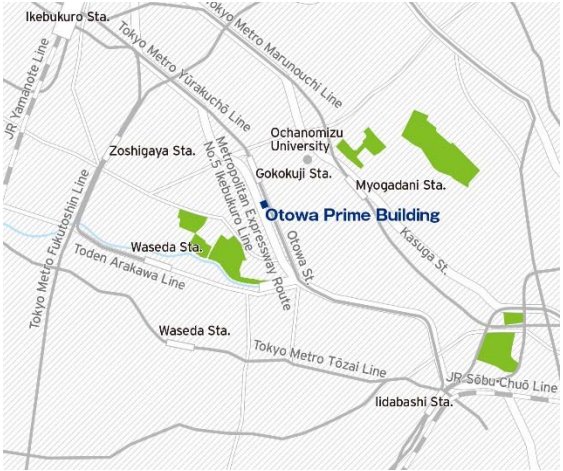 Ikebukuro Sta.
Tokyo Metro Yūrakuchō Line
Tokyo Metro Marunouchi Line
JR Yamanote Line
Ochanomizu
University
Zoshigaya Sta.
Gokokuji Sta.
Myogadani Sta.
Metropolitan Expressway Route
No.5 Ikebukuro Line
Otowa Prime Building
Tokyo Metro Fukutoshin Line
Waseda Sta.
Otowa St.
Kasuga St.
Toden Arakawa Line
Waseda Sta.
Tokyo Metro Tōzai Line
JR Sōbu Chuō Line
Iidabashi Sta.